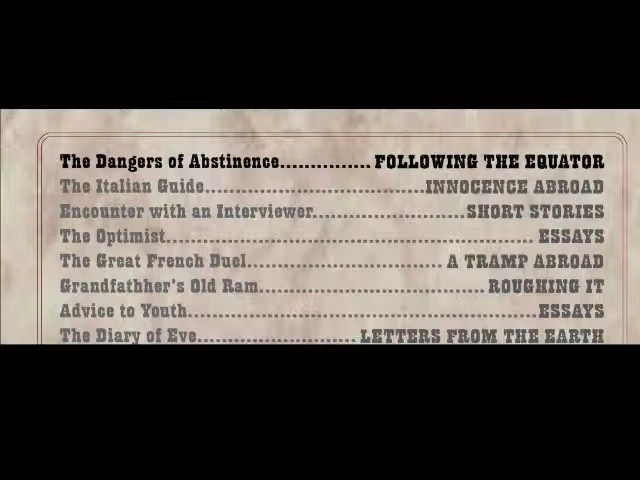 The Dangers of Abstinence............... FOLLOWING THE EQUATOR
The Italian Guide.....................................INNOCENCE ABROAD
Encounter with an Interviewer.........................SHORT STORIES
The Optimist............................................................. ESSAYS
The Great French Duel................................ A TRAMP ABROAD
Grandfathher's Old Ram...................................... ROUGHING IT
Advice to Youth..........................................................ESSAYS
The Diary of Eve.......................... LETTERS FROM THE EARTH